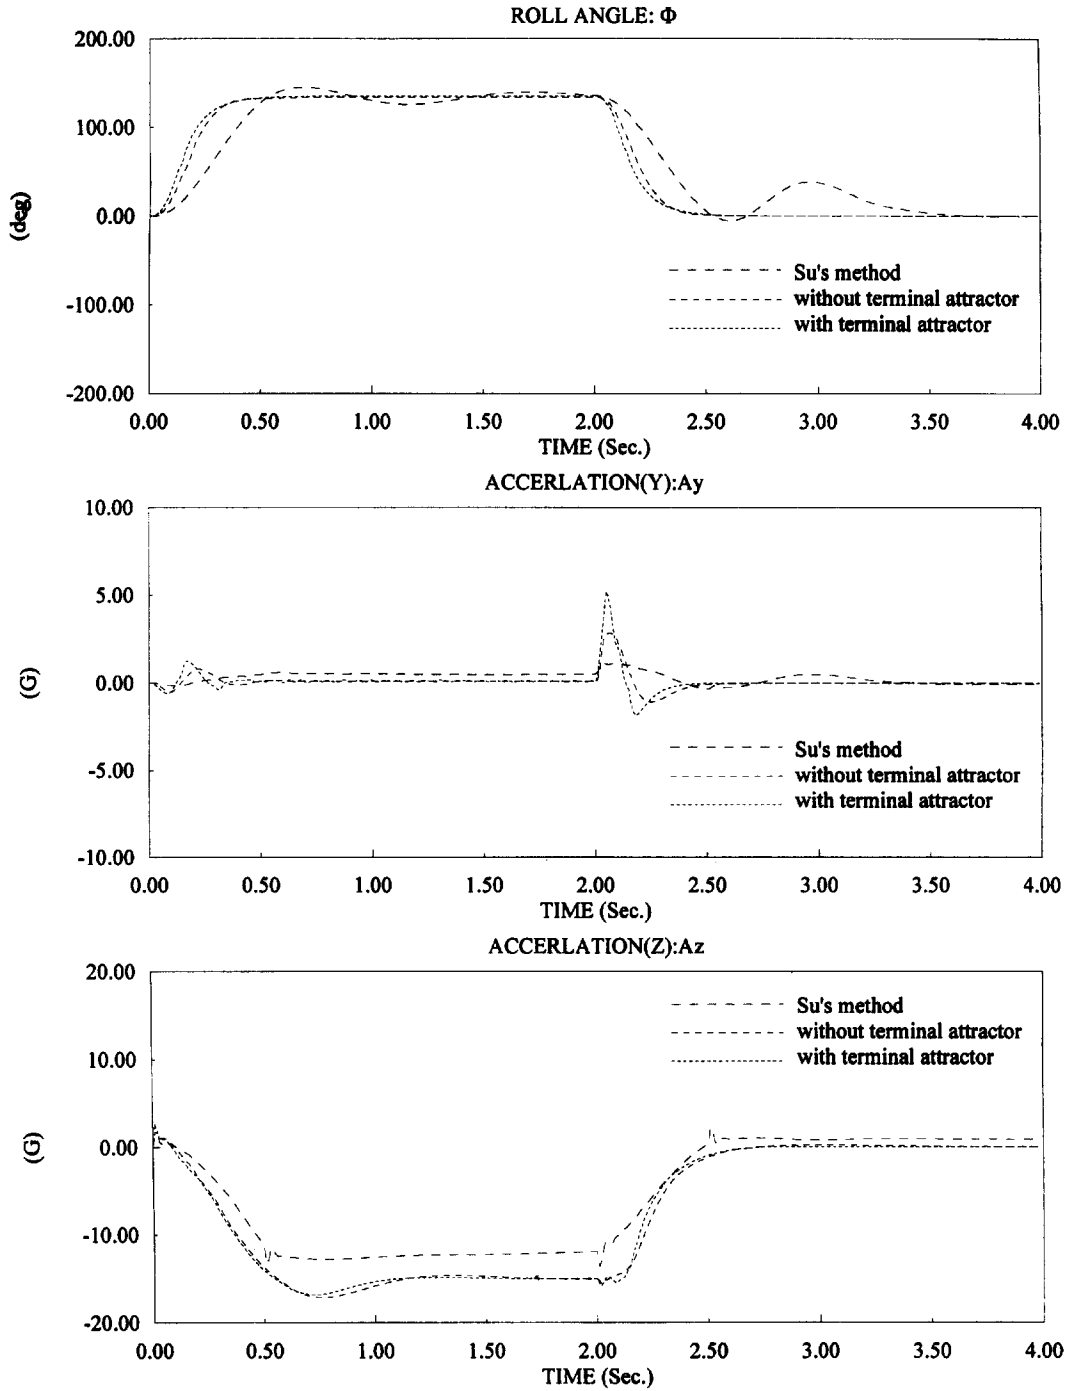 ROLL ANGLE: Φ
200.00
100.00
0.00
-100.00
-200.00
(deg)
Su's method
without terminal attractor
with terminal attractor
0.00 0.50 1.00 1.50 2.00 2.50 3.00 3.50 4.00
TIME (Sec.)
ACCERLATION(Y):Ay
10.00
5.00
0.00
-5.00
-10.00
(G)
Su's method
without terminal attractor
with terminal attractor
0.00 0.50 1.00 1.50 2.00 2.50 3.00 3.50 4.00
TIME (Sec.)
ACCERLATION(Z):Az
20.00
10.00
0.00
-10.00
-20.00
(G)
Su's method
without terminal attractor
with terminal attractor
0.00 0.50 1.00 1.50 2.00 2.50 3.00 3.50 4.00
TIME (Sec.)